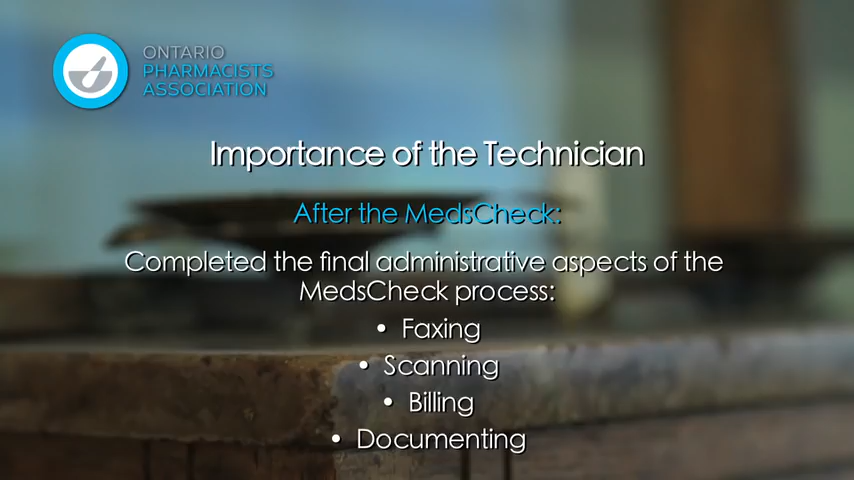 ONTARIO
PHARMACISTS
ASSOCIATION
Importance of the Technician
After the MedsCheck:
Completed the final administrative aspects of the
MedsCheck process:
• Faxing
• Scanning
• Billing
• Documenting